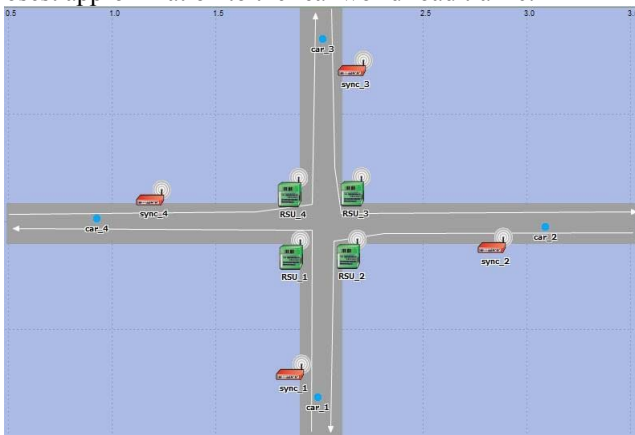 0.5 1.0 1.5 2.5 3.0
car_3
sync_3
RSU_4 RSU_3
sync_4
car_4
car_2
sync_2
RSU_1 RSU_2
sync_1
car_1